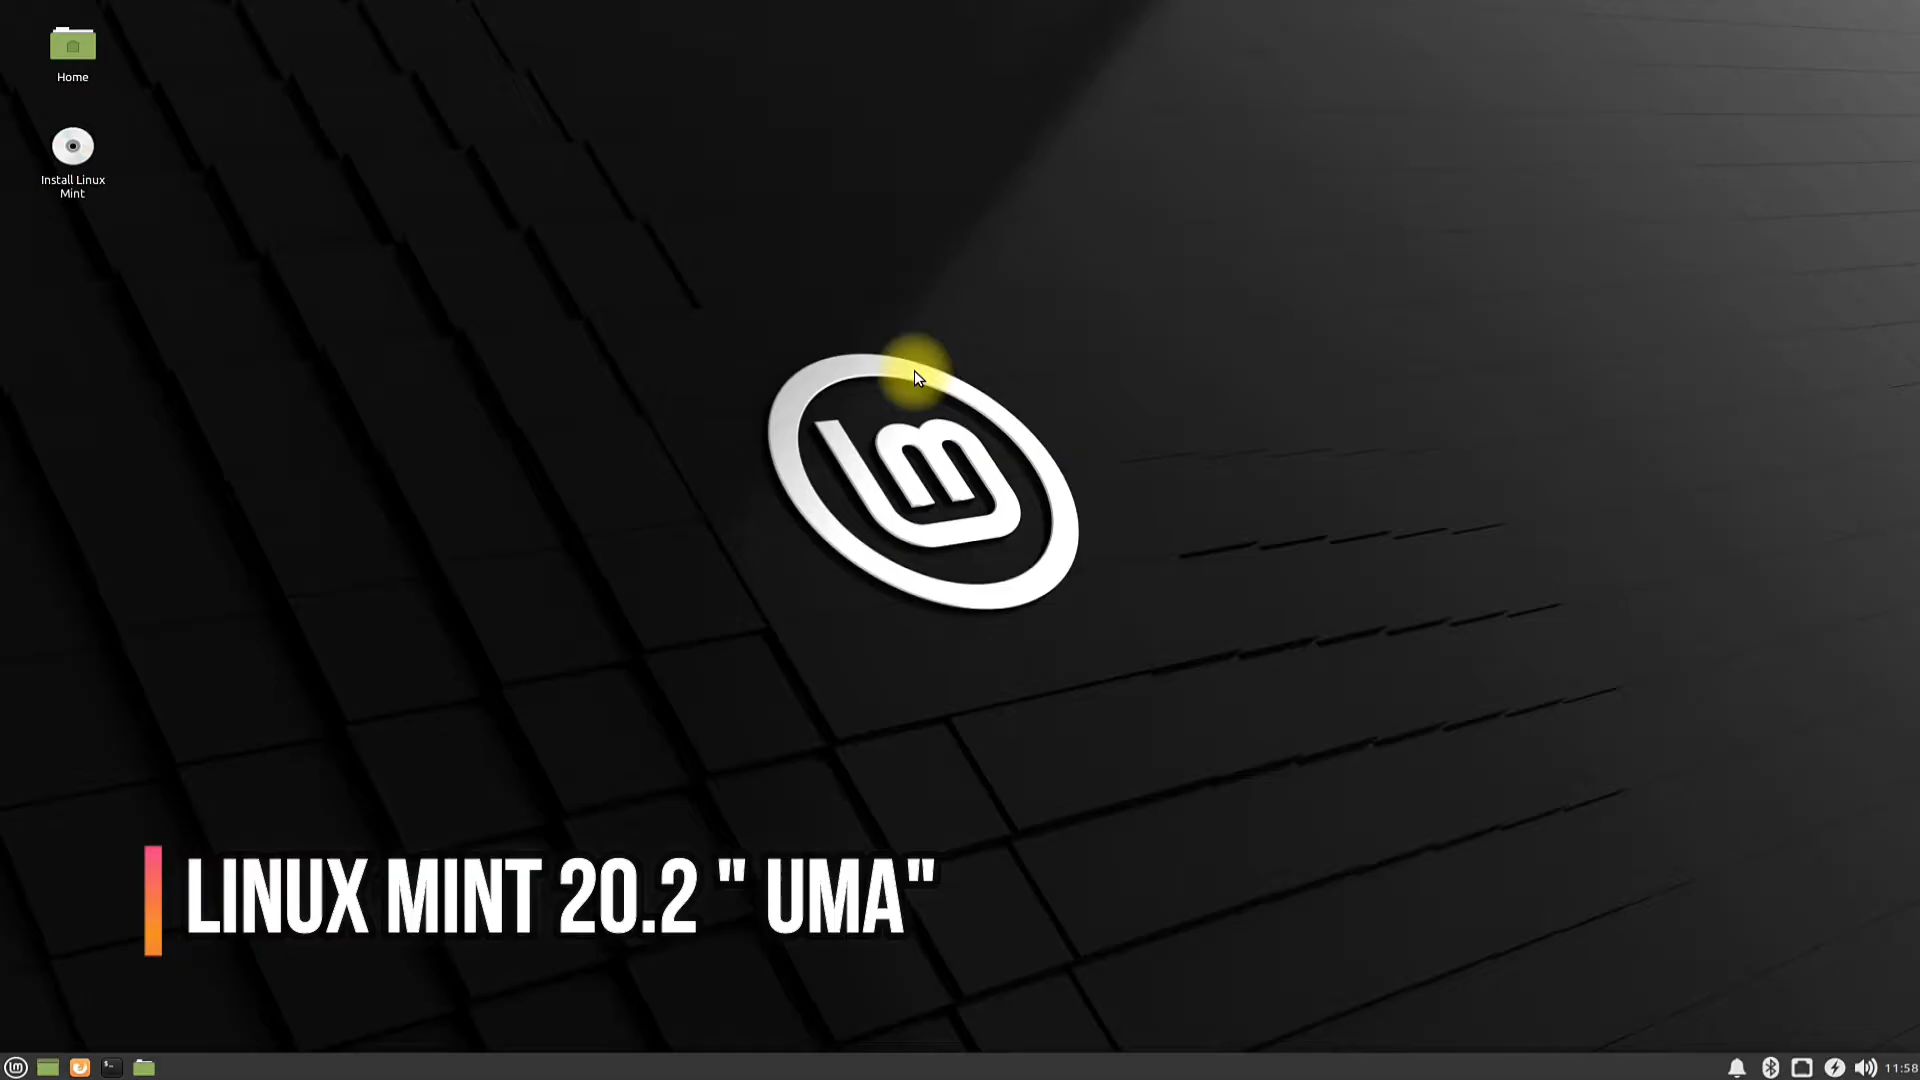 Home
Install Linux
Mint
LINUX MINT 20.2 " UMA"
11:58